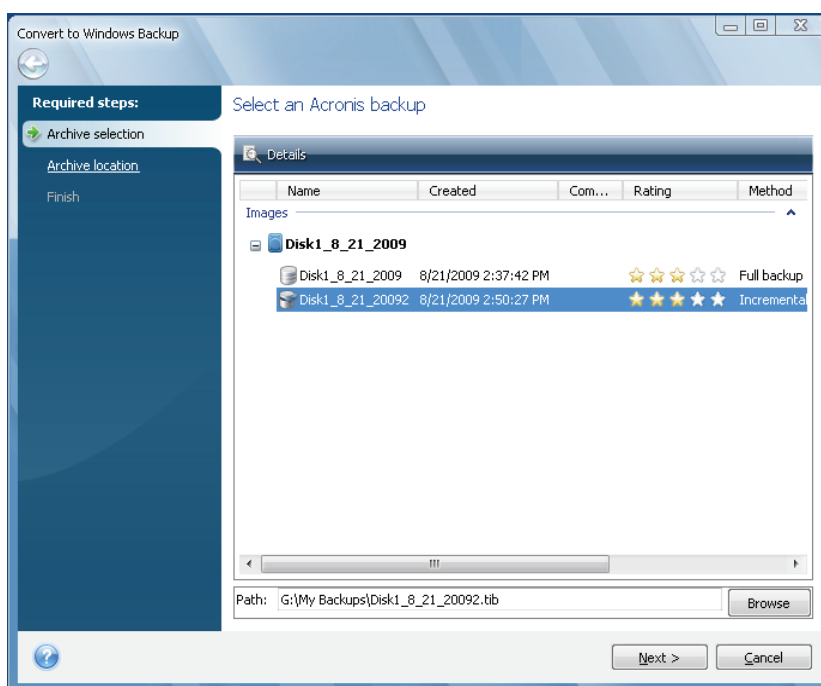 Convert to Windows Backup
Required steps:
Archive selection
Archive location
Finish
Select an Acronis backup
Details
Name Created Com... Rating Method
Images
Disk1_8_21_2009
Disk1_8_21_2009 8/21/2009 2:37:42 PM Full backup
Disk1_8_21_20092 8/21/2009 2:50:27 PM Incremental
Path: G:\My Backups\Disk1_8_21_20092.tib
Browse
Next >
Cancel